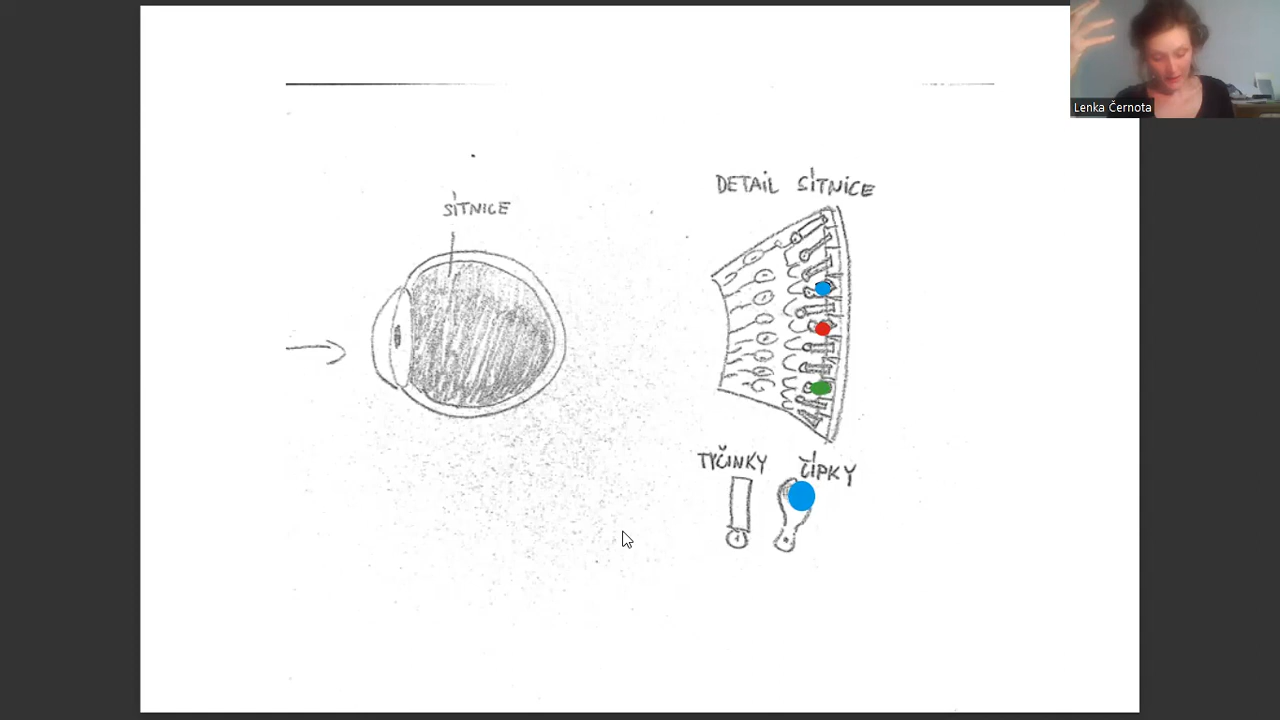 Lenka Černota
DETAIL SÍTNICE
SÍTNICE
TYČINKY
ČÍPKY